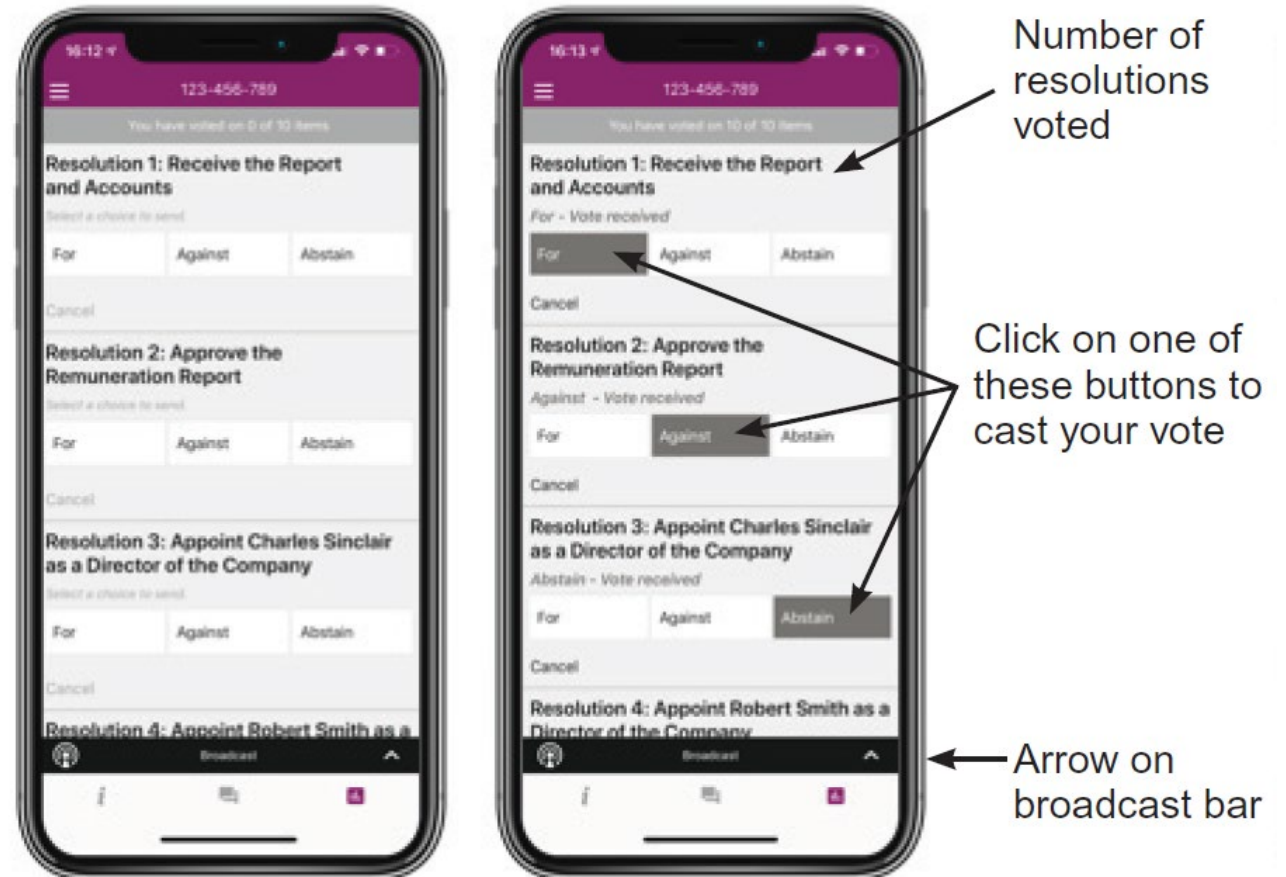 16:12
123-456-789
You have voted on 0 of 10 items
Resolution 1: Receive the Report
and Accounts
Select a choice to send.
For Against Abstain
Cancel
Resolution 2: Approve the
Remuneration Report
Select a choice to send.
For Against Abstain
Cancel
Resolution 3: Appoint Charles Sinclair
as a Director of the Company
Select a choice to send.
For Against Abstain
Cancel
Resolution 4: Appoint Robert Smith as a
Broadcast
i
16:13
123-456-789
You have voted on 10 of 10 items
Resolution 1: Receive the Report
and Accounts
For - Vote received
For Against Abstain
Cancel
Resolution 2: Approve the
Remuneration Report
Against - Vote received
For Against Abstain
Cancel
Resolution 3: Appoint Charles Sinclair
as a Director of the Company
Abstain - Vote received
For Against Abstain
Cancel
Resolution 4: Appoint Robert Smith as a
Director of the Company
Broadcast
i
Number of
resolutions
voted
Click on one of
these buttons to
cast your vote
Arrow on
broadcast bar